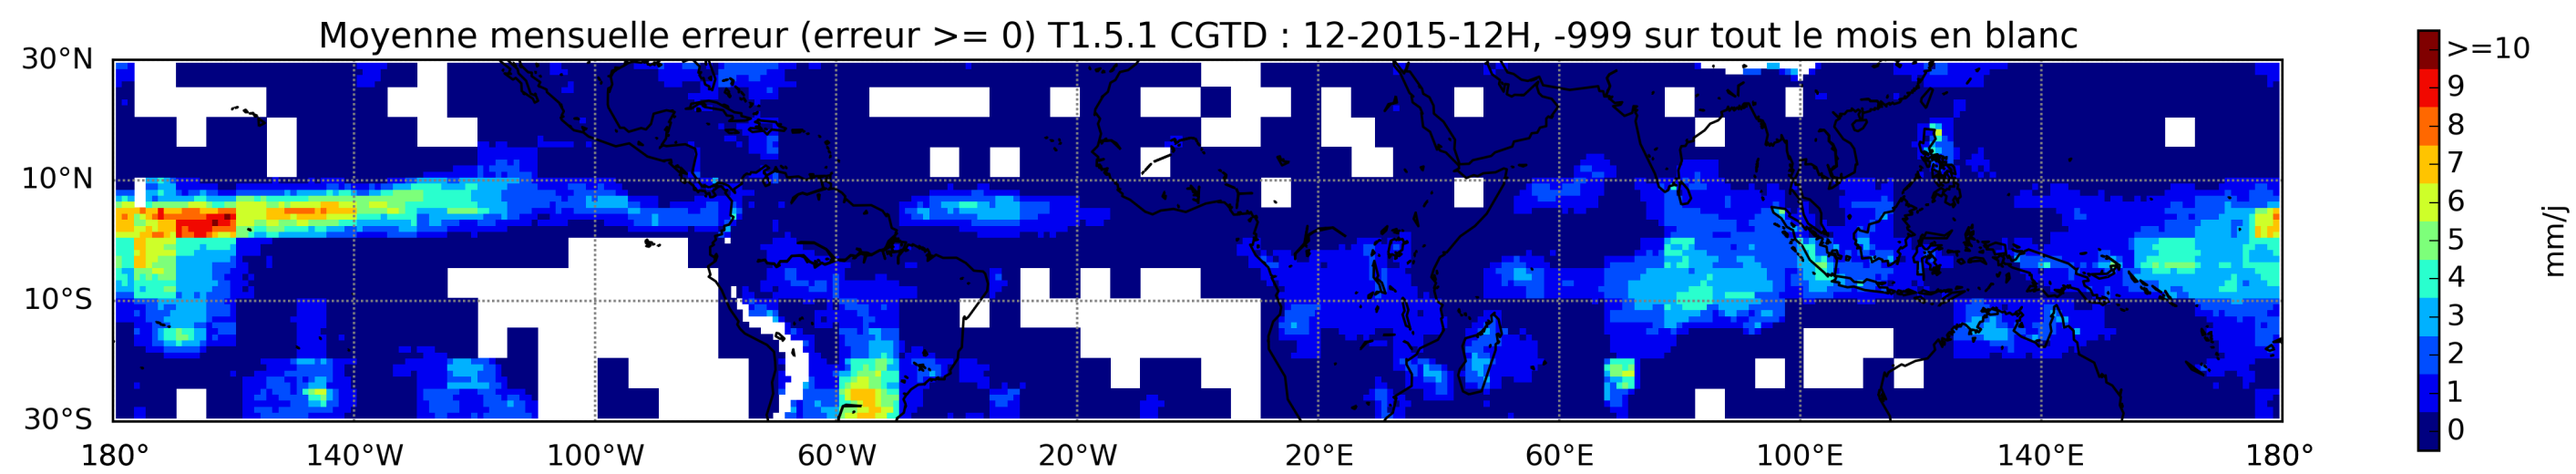 Moyenne mensuelle erreur (erreur >= 0) T1.5.1 CGTD : 12-2015-12H, -999 sur tout le mois en blanc
30°N
10°N
10°S
30°S
180°
140°W
100°W
60°W
20°W
20°E
60°E
100°E
140°E
180°
>=10
9
8
7
6
5
4
3
2
1
0
mm/j